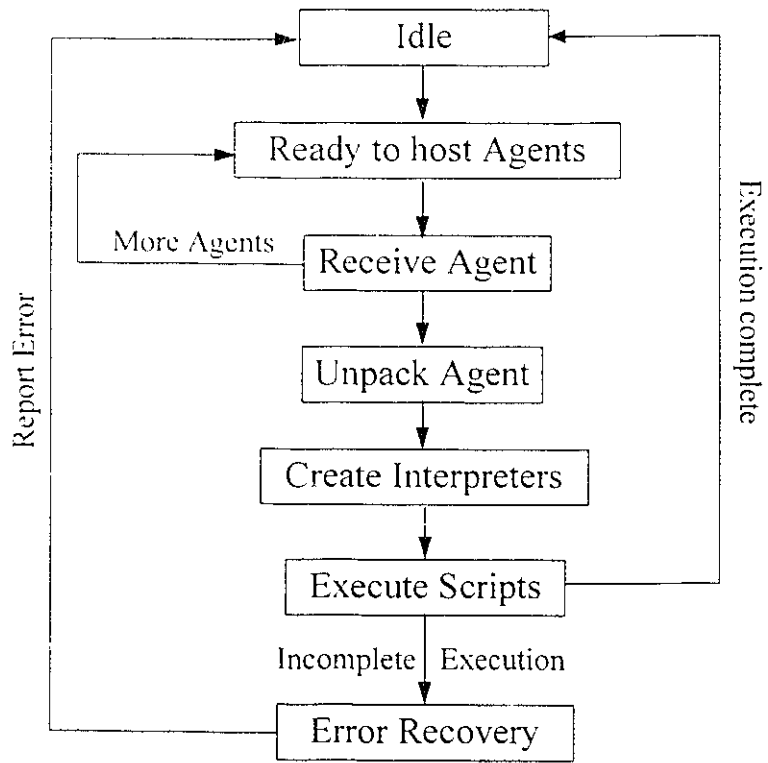 Idle
Ready to host Agents
More Agents
Receive Agent
Unpack Agent
Create Interpreters
Execute Scripts
Incomplete Execution
Error Recovery
Report Error
Execution complete